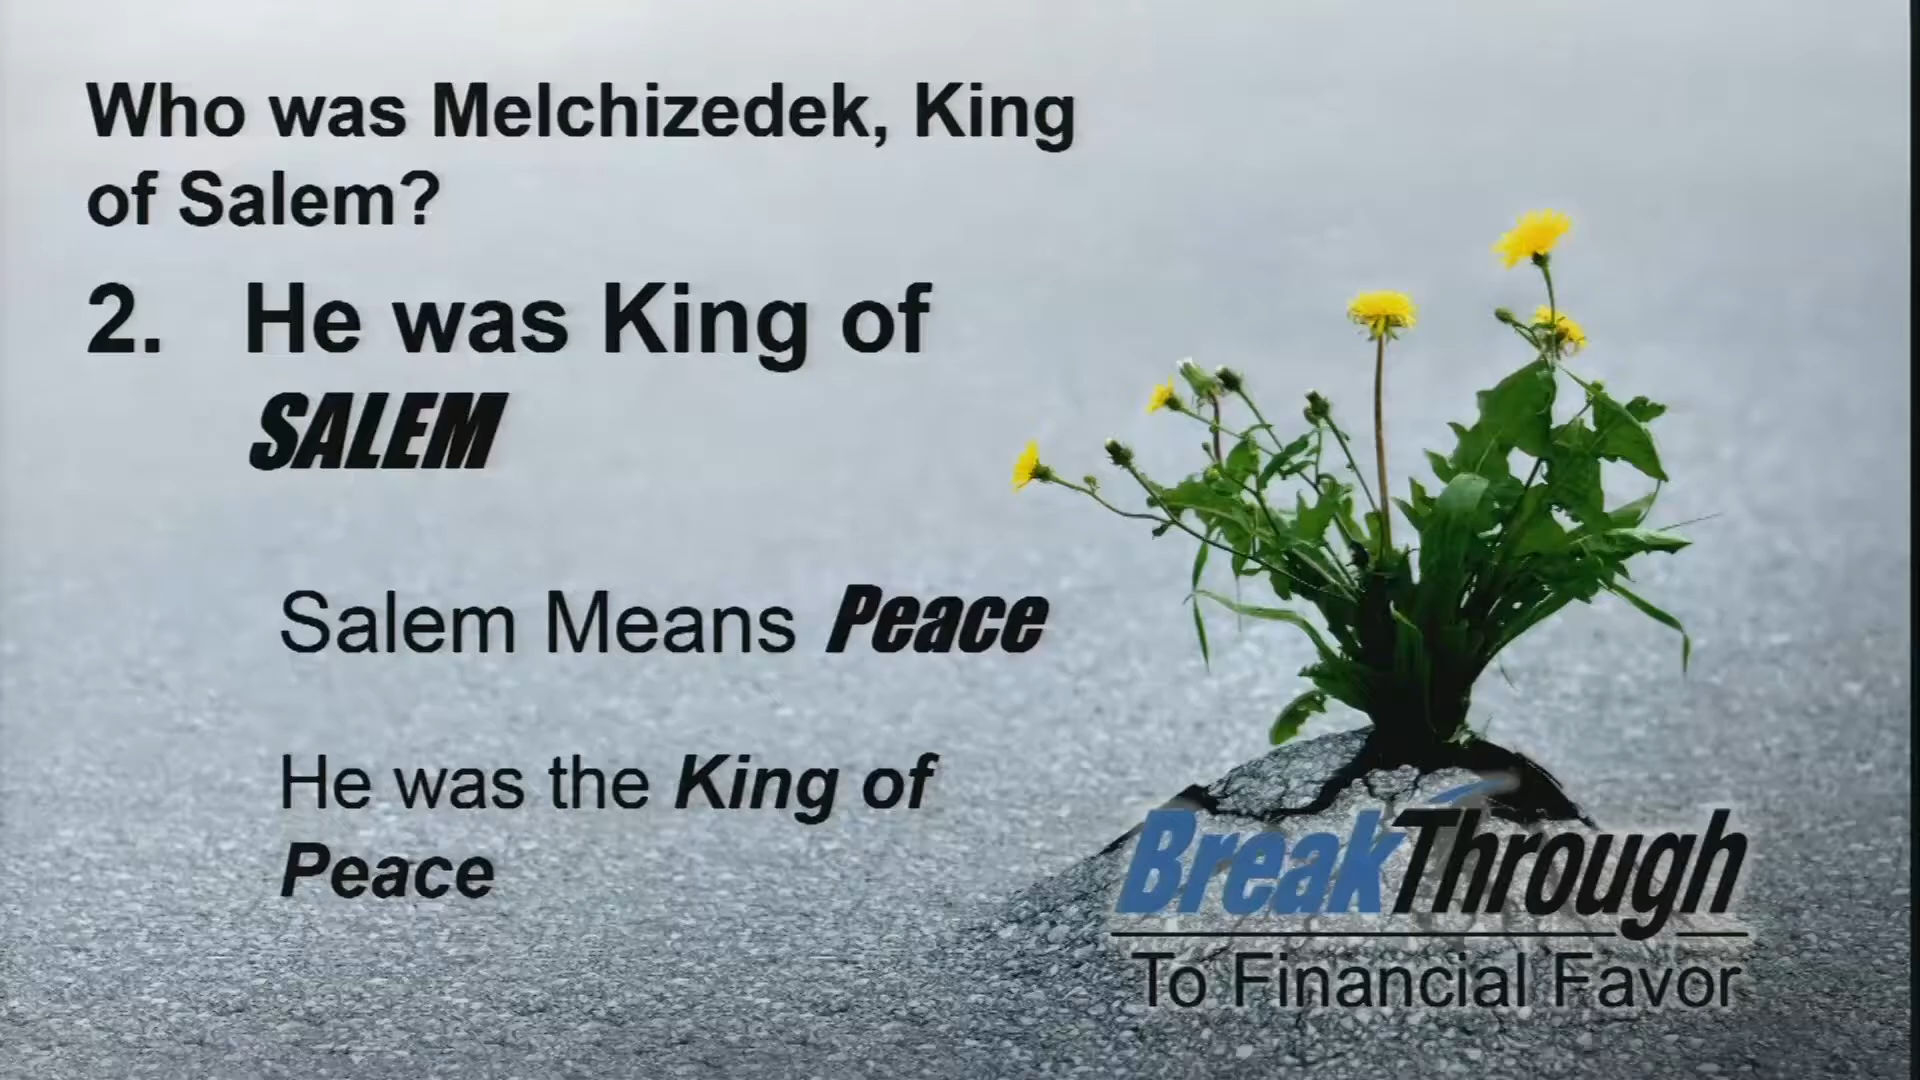 Who was Melchizedek, King
of Salem?
2. He was King of
SALEM
Salem Means Peace
He was the King of
Peace
BreakThrough
To Financial Favor